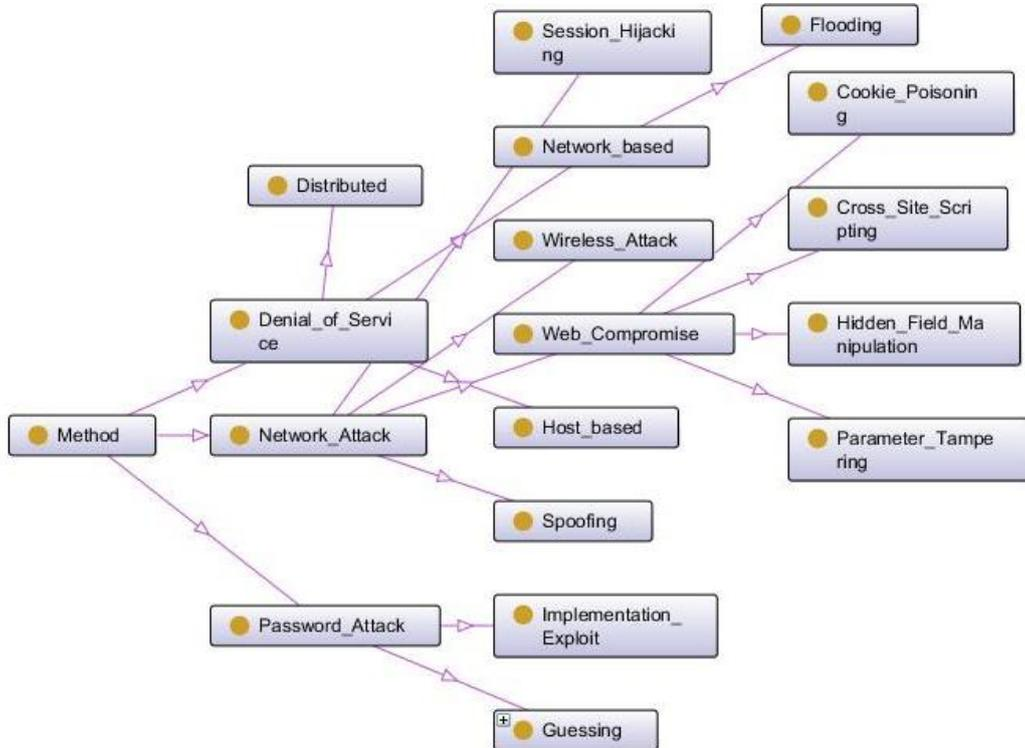 Session_Hijacki
ng
Flooding
Cookie_Poisonin
g
Network_based
Distributed
Cross_Site_Scri
pting
Wireless_Attack
Denial_of_Servi
ce
Web_Compromise
Hidden_Field_Ma
nipulation
Method
Network_Attack
Host_based
Parameter_Tampe
ring
Spoofing
Password_Attack
Implementation_
Exploit
Guessing